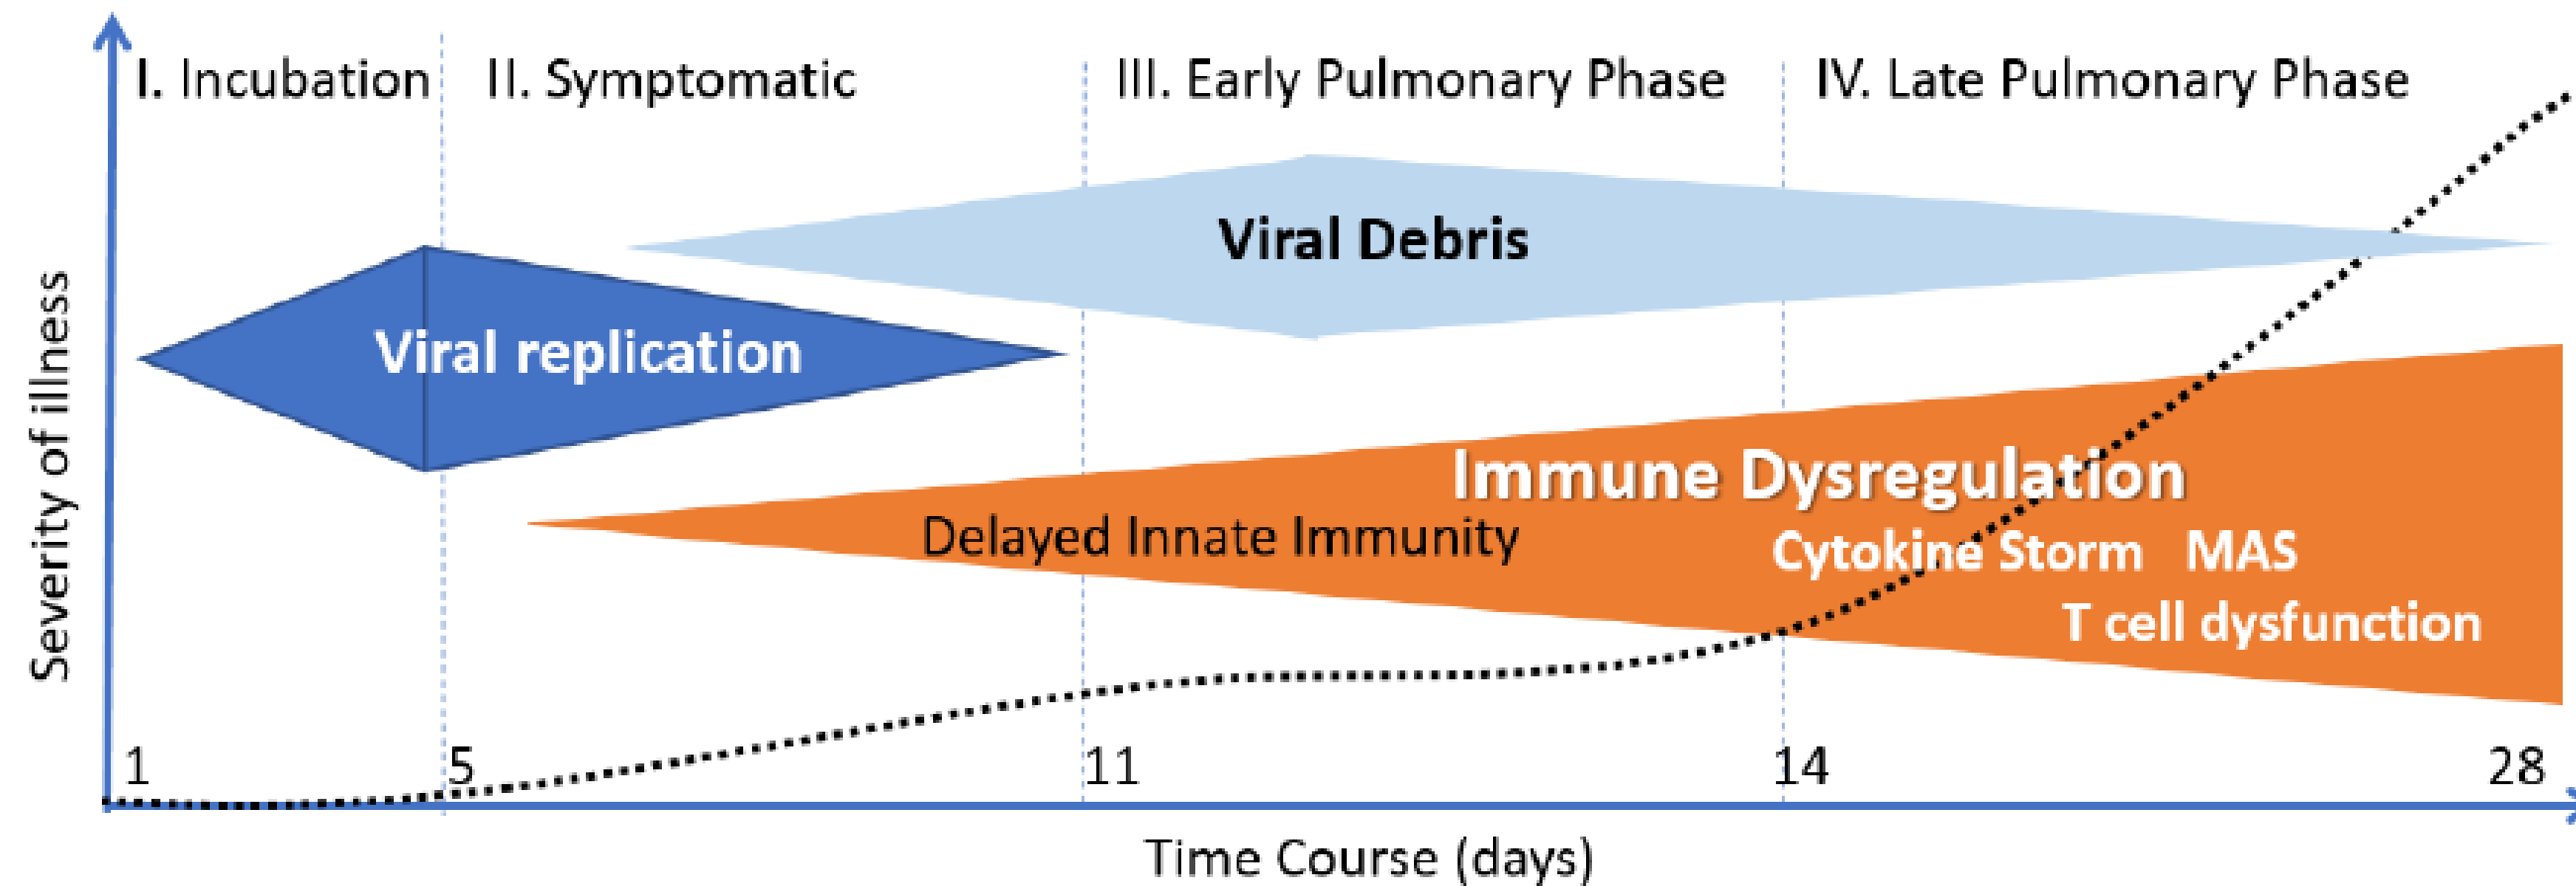 I. Incubation
II. Symptomatic
III. Early Pulmonary Phase
IV. Late Pulmonary Phase
Viral Debris
Viral replication
Immune Dysregulation
Delayed Innate Immunity
Cytokine Storm MAS
T cell dysfunction
Severity of illness
1 5 11 14 28
Time Course (days)